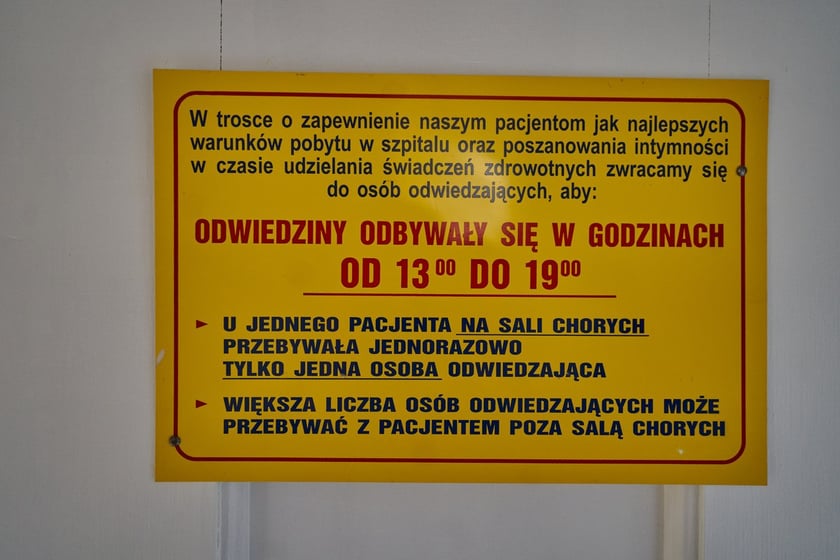 W trosce o zapewnienie naszym pacjentom jak najlepszych
warunków pobytu w szpitalu oraz poszanowania intymności
w czasie udzielania świadczeń zdrowotnych zwracamy się
do osób odwiedzających, aby:
ODWIEDZINY ODBYWAŁY SIĘ W GODZINACH
OD 13⁰⁰ DO 19⁰⁰
► U JEDNEGO PACJENTA NA SALI CHORYCH
PRZEBYWAŁA JEDNORAZOWO
TYLKO JEDNA OSOBA ODWIEDZAJĄCA
► WIĘKSZA LICZBA OSÓB ODWIEDZAJĄCYCH MOŻE
PRZEBYWAĆ Z PACJENTEM POZA SALĄ CHORYCH